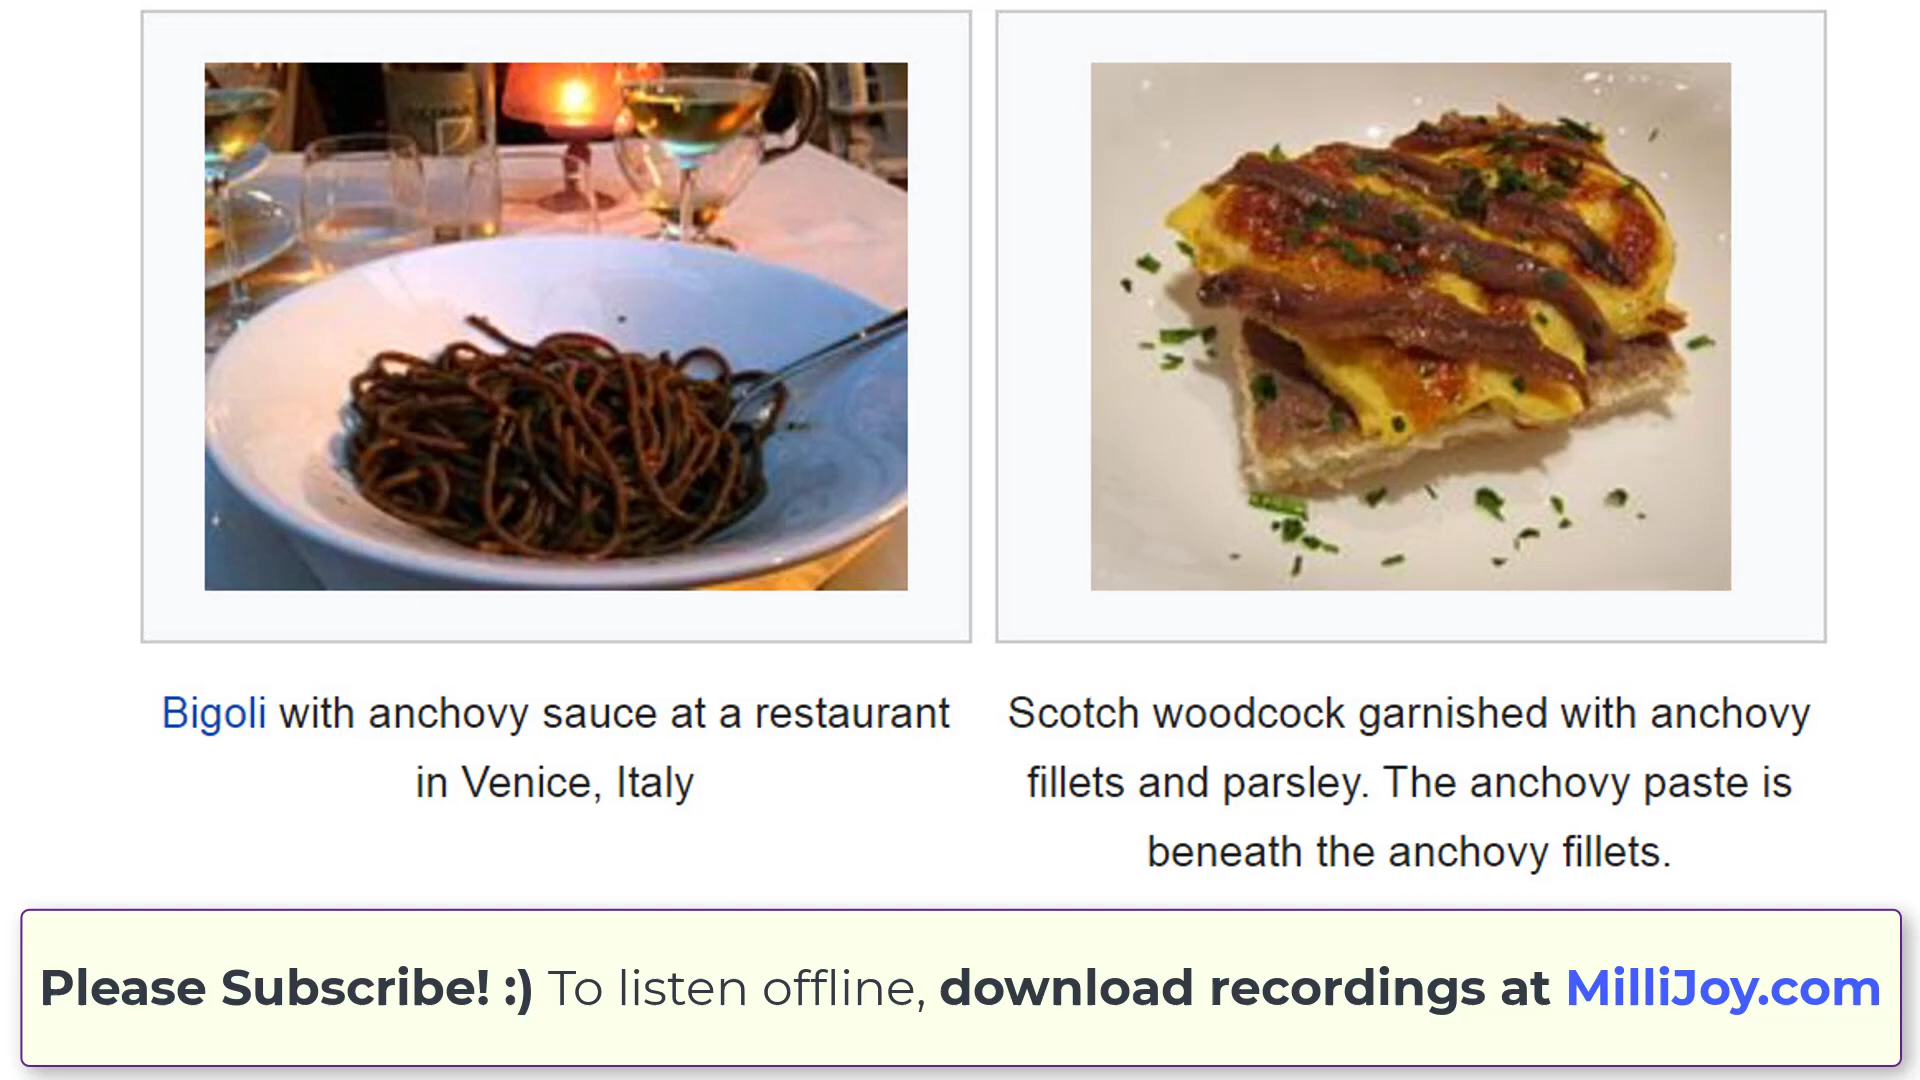 Bigoli with anchovy sauce at a restaurant
in Venice, Italy
Scotch woodcock garnished with anchovy
fillets and parsley. The anchovy paste is
beneath the anchovy fillets.
Please Subscribe! :) To listen offline, download recordings at MilliJoy.com